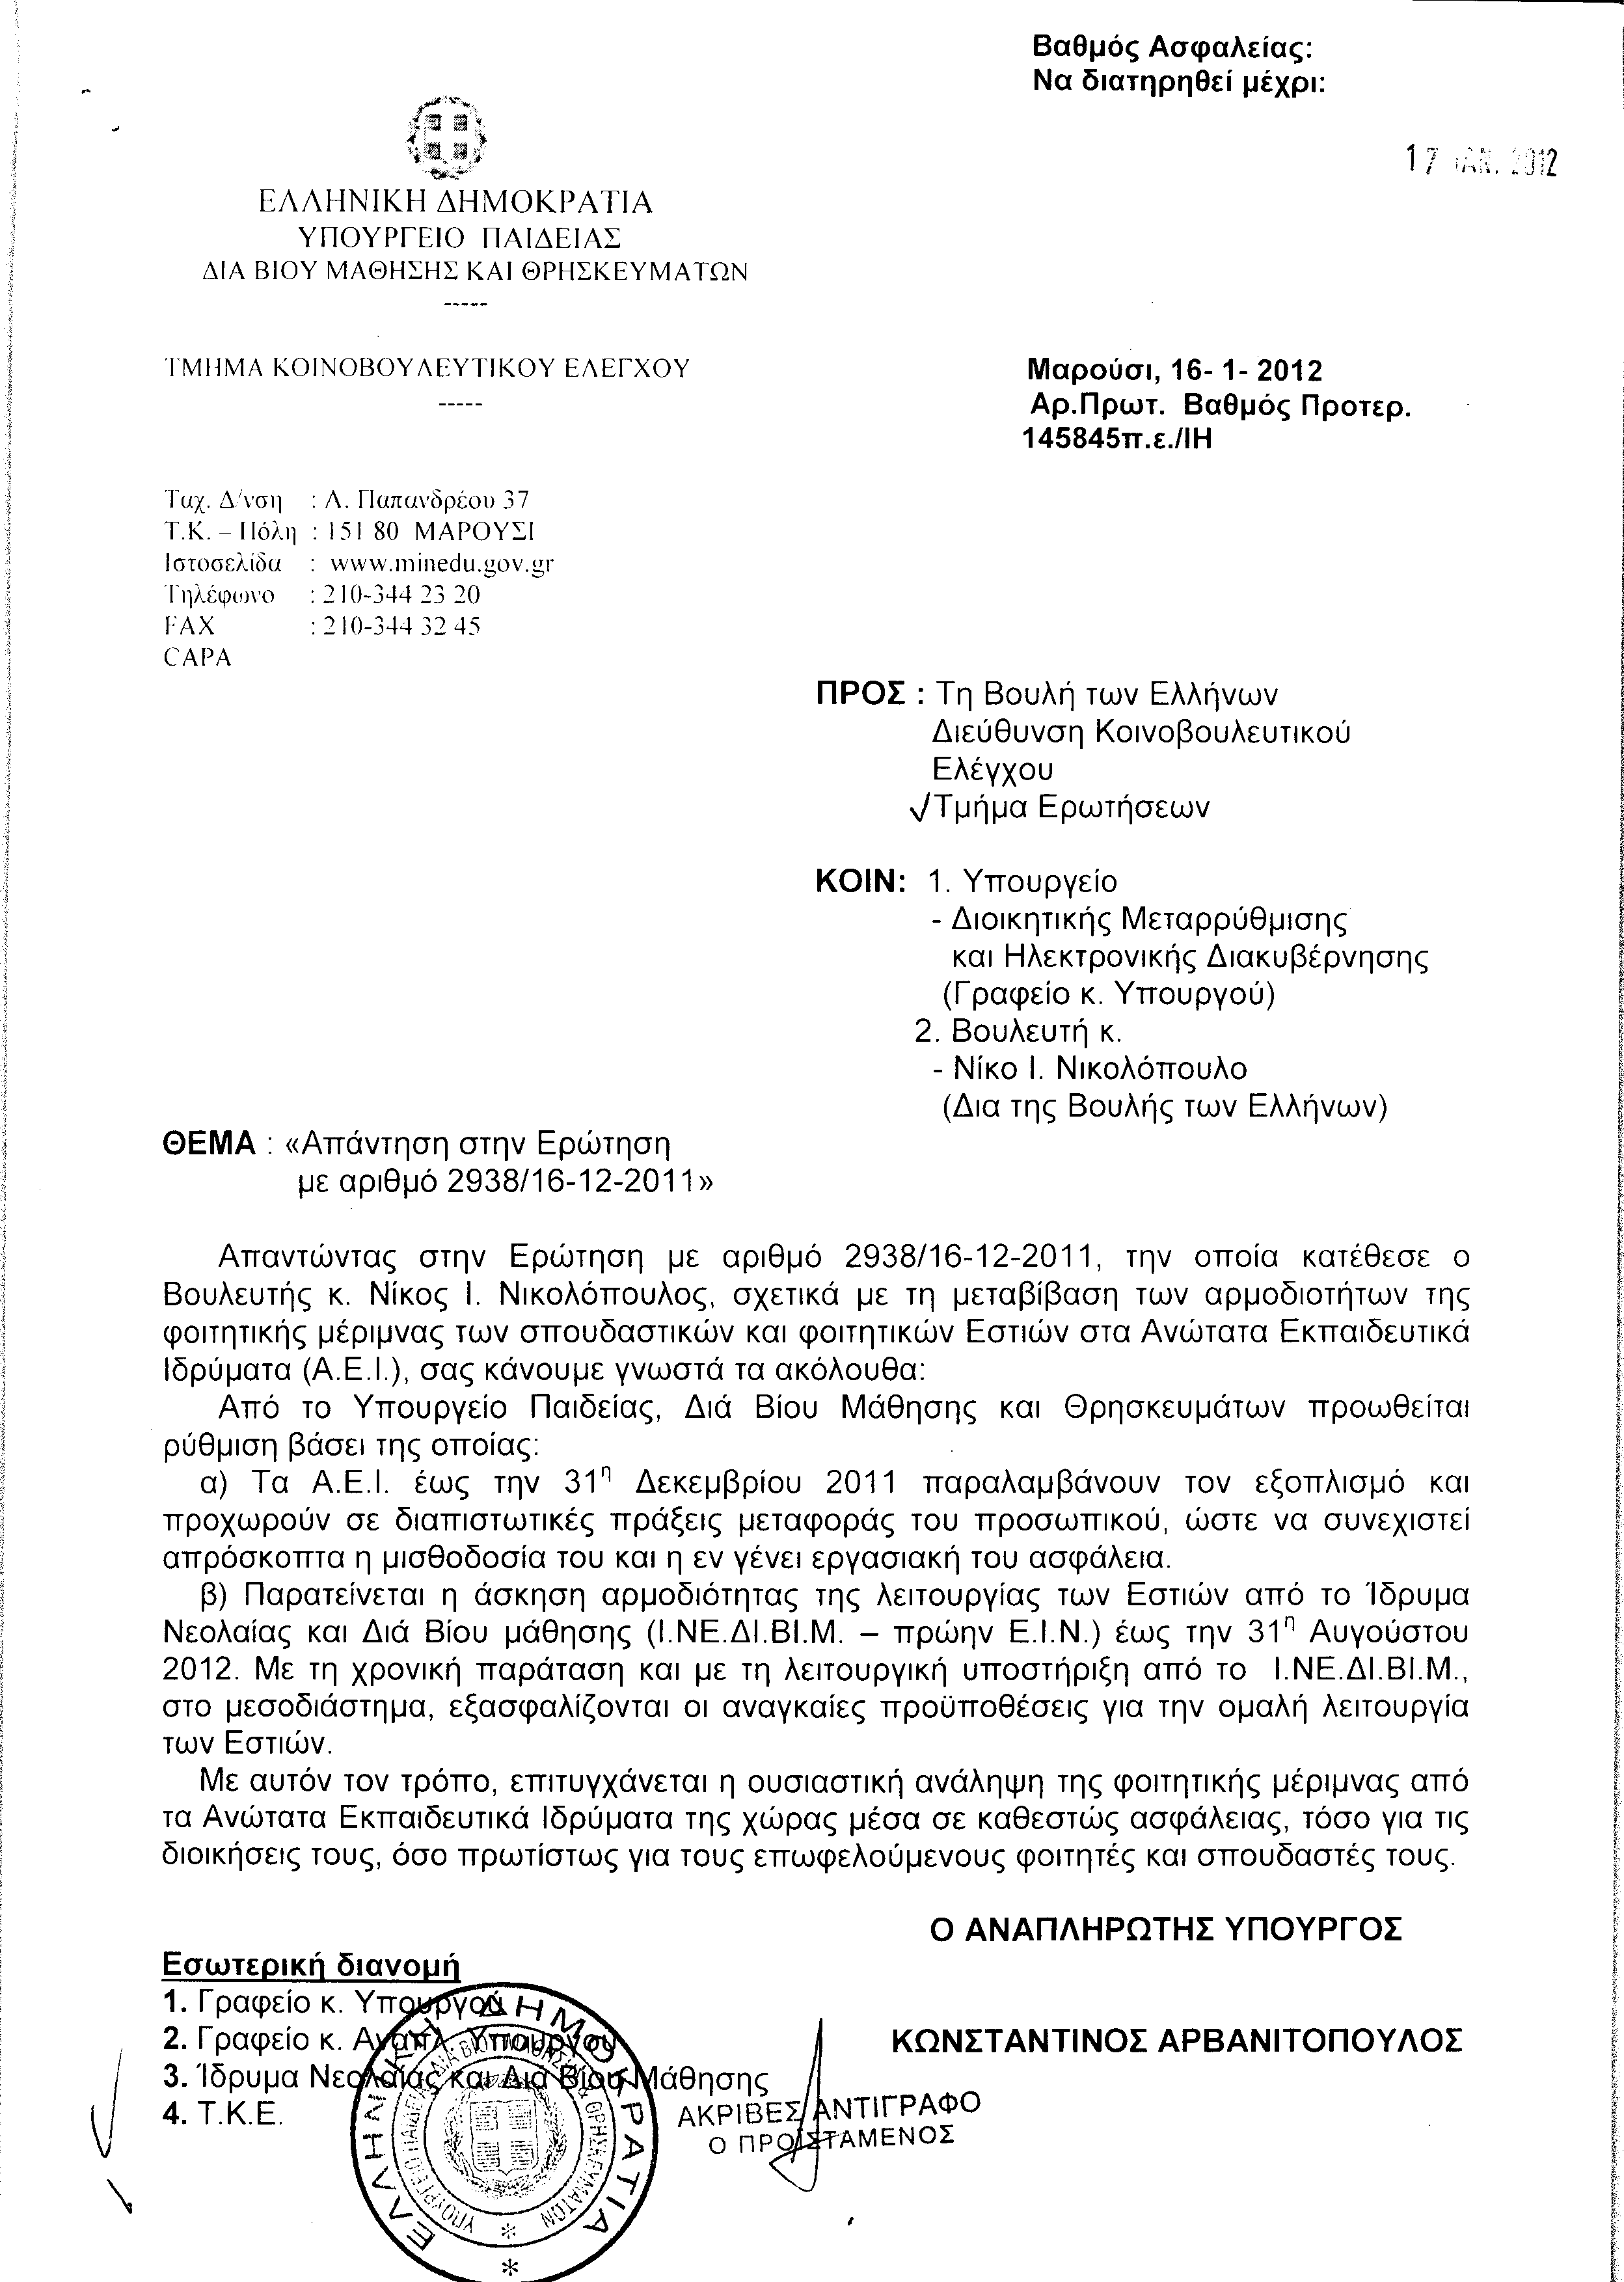 Βαθμός Ασφαλείας:
Να διατηρηθεί μέχρι:
17 ΙΑΝ. 2012
ΕΛΛΗΝΙΚΗ ΔΗΜΟΚΡΑΤΙΑ
ΥΠΟΥΡΓΕΙΟ ΠΑΙΔΕΙΑΣ
ΔΙΑ ΒΙΟΥ ΜΑΘΗΣΗΣ ΚΑΙ ΘΡΗΣΚΕΥΜΑΤΩΝ
-----
ΤΜΗΜΑ ΚΟΙΝΟΒΟΥΛΕΥΤΙΚΟΥ ΕΛΕΓΧΟΥ
-----
Μαρούσι, 16- 1- 2012
Αρ.Πρωτ. Βαθμός Προτερ.
145845π.ε./ΙΗ
Ταχ. Δ/νση : Α. Παπανδρέου 37
Τ.Κ. – Πόλη : 151 80 ΜΑΡΟΥΣΙ
Ιστοσελίδα : www.minedu.gov.gr
Τηλέφωνο : 210-344 23 20
FAX : 210-344 32 45
CAPA
ΠΡΟΣ : Τη Βουλή των Ελλήνων
Διεύθυνση Κοινοβουλευτικού
Ελέγχου
√Τμήμα Ερωτήσεων
ΚΟΙΝ: 1. Υπουργείο
- Διοικητικής Μεταρρύθμισης
και Ηλεκτρονικής Διακυβέρνησης
(Γραφείο κ. Υπουργού)
2. Βουλευτή κ.
- Νίκο Ι. Νικολόπουλο
(Δια της Βουλής των Ελλήνων)
ΘΕΜΑ : «Απάντηση στην Ερώτηση
με αριθμό 2938/16-12-2011»
Απαντώντας στην Ερώτηση με αριθμό 2938/16-12-2011, την οποία κατέθεσε ο
Βουλευτής κ. Νίκος Ι. Νικολόπουλος, σχετικά με τη μεταβίβαση των αρμοδιοτήτων της
φοιτητικής μέριμνας των σπουδαστικών και φοιτητικών Εστιών στα Ανώτατα Εκπαιδευτικά
Ιδρύματα (Α.Ε.Ι.), σας κάνουμε γνωστά τα ακόλουθα:
Από το Υπουργείο Παιδείας, Διά Βίου Μάθησης και Θρησκευμάτων προωθείται
ρύθμιση βάσει της οποίας:
α) Τα Α.Ε.Ι. έως την 31η Δεκεμβρίου 2011 παραλαμβάνουν τον εξοπλισμό και
προχωρούν σε διαπιστωτικές πράξεις μεταφοράς του προσωπικού, ώστε να συνεχιστεί
απρόσκοπτα η μισθοδοσία του και η εν γένει εργασιακή του ασφάλεια.
β) Παρατείνεται η άσκηση αρμοδιότητας της λειτουργίας των Εστιών από το Ίδρυμα
Νεολαίας και Διά Βίου μάθησης (Ι.ΝΕ.ΔΙ.ΒΙ.Μ. – πρώην Ε.Ι.Ν.) έως την 31η Αυγούστου
2012. Με τη χρονική παράταση και με τη λειτουργική υποστήριξη από το Ι.ΝΕ.ΔΙ.ΒΙ.Μ.,
στο μεσοδιάστημα, εξασφαλίζονται οι αναγκαίες προϋποθέσεις για την ομαλή λειτουργία
των Εστιών.
Με αυτόν τον τρόπο, επιτυγχάνεται η ουσιαστική ανάληψη της φοιτητικής μέριμνας από
τα Ανώτατα Εκπαιδευτικά Ιδρύματα της χώρας μέσα σε καθεστώς ασφάλειας, τόσο για τις
διοικήσεις τους, όσο πρωτίστως για τους επωφελούμενους φοιτητές και σπουδαστές τους.
Ο ΑΝΑΠΛΗΡΩΤΗΣ ΥΠΟΥΡΓΟΣ
ΚΩΝΣΤΑΝΤΙΝΟΣ ΑΡΒΑΝΙΤΟΠΟΥΛΟΣ
Εσωτερική διανομή
1. Γραφείο κ. Υπουργού
2. Γραφείο κ. Αναπλ. Υπουργού
3. Ίδρυμα Νεολαίας και Διά Βίου Μάθησης
4. Τ.Κ.Ε.
ΑΚΡΙΒΕΣ ΑΝΤΙΓΡΑΦΟ
Ο ΠΡΟΪΣΤΑΜΕΝΟΣ
ΕΛΛΗΝΙΚΗ ΔΗΜΟΚΡΑΤΙΑ
ΥΠΟΥΡΓΕΙΟ ΠΑΙΔΕΙΑΣ ΔΙΑ ΒΙΟΥ ΜΑΘΗΣΗΣ & ΘΡΗΣΚΕΥΜΑΤΩΝ